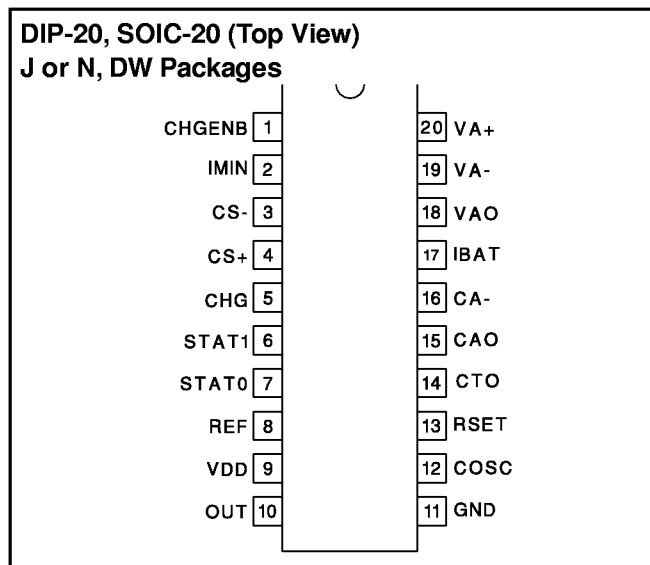 DIP-20, SOIC-20 (Top View)
J or N, DW Packages
CHGENB 1 20 VA+
IMIN 2 19 VA-
CS- 3 18 VAO
CS+ 4 17 IBAT
CHG 5 16 CA-
STAT1 6 15 CAO
STAT0 7 14 CTO
REF 8 13 RSET
VDD 9 12 COSC
OUT 10 11 GND